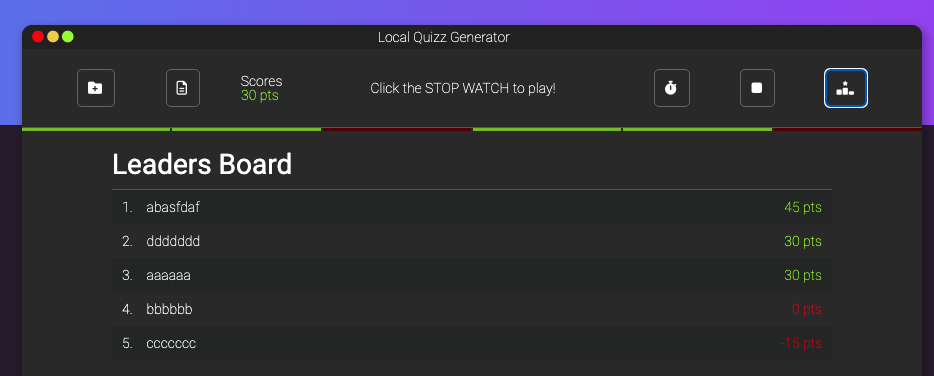 Local Quizz Generator
Scores
30 pts
Click the STOP WATCH to play!
Leaders Board
1. abasfdaf 45 pts
2. ddddddd 30 pts
3. aaaaaa 30 pts
4. bbbbbb 0 pts
5. ccccccc -15 pts